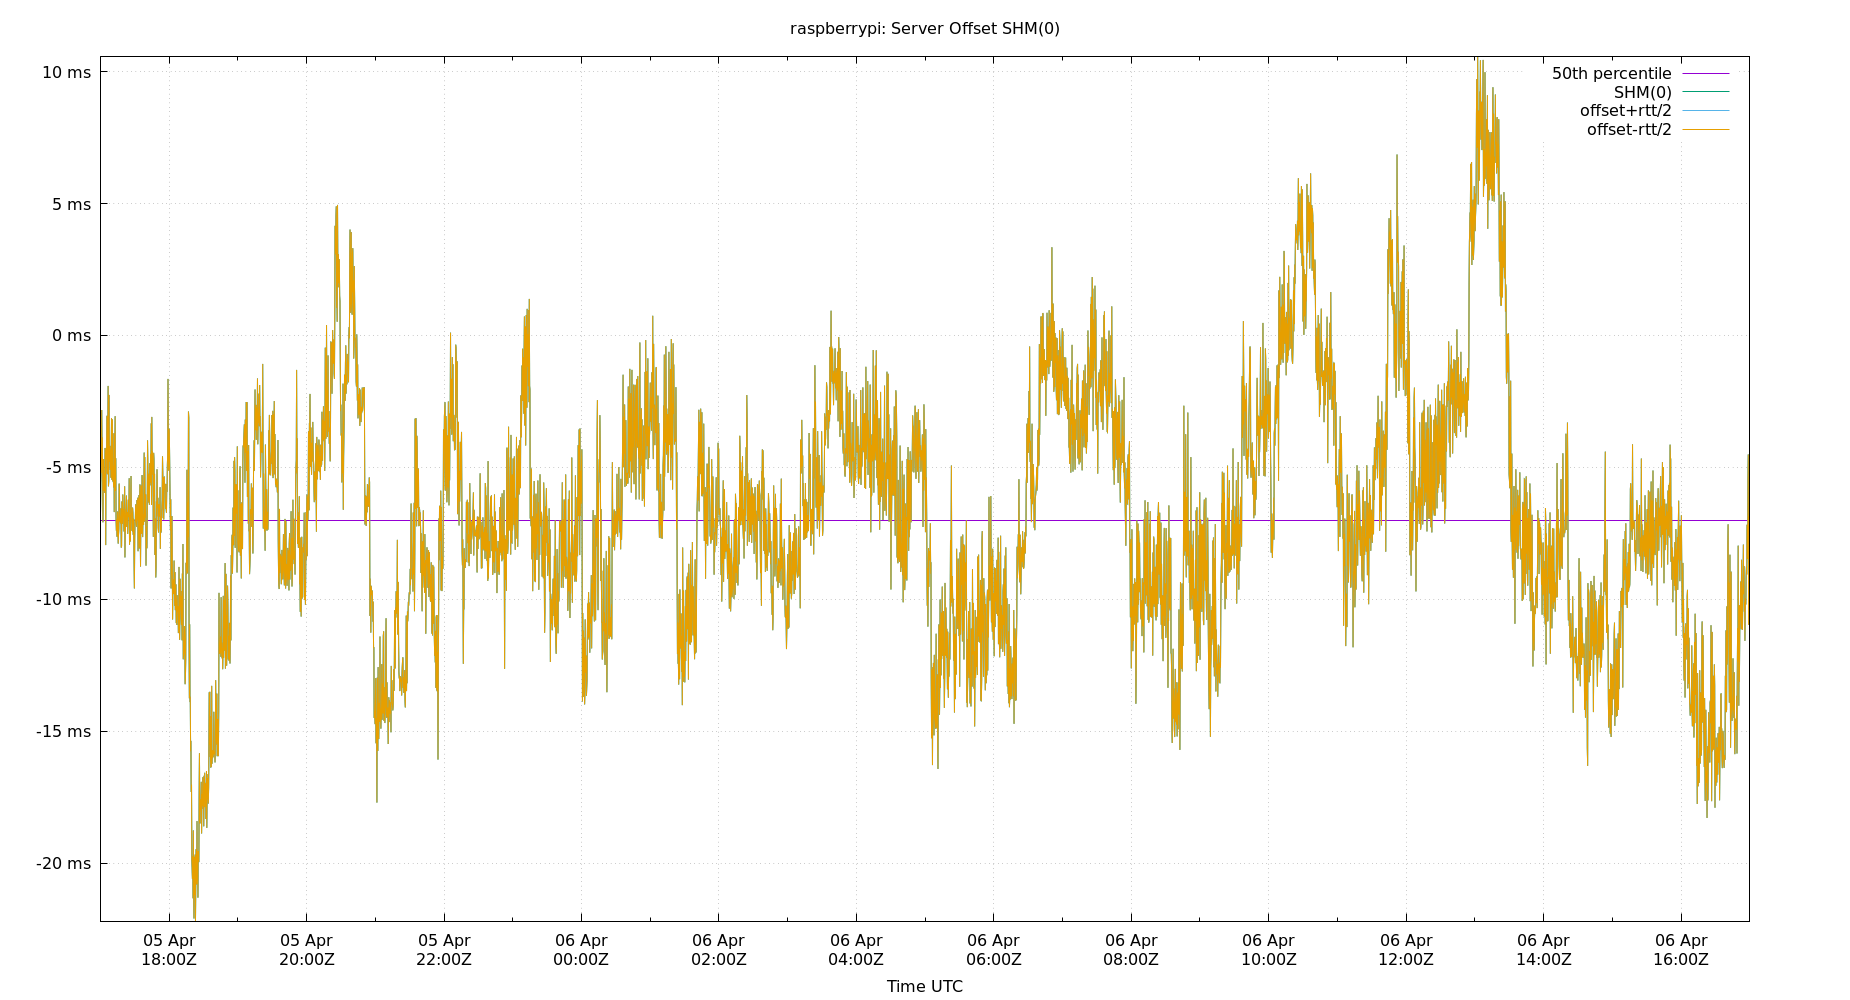 raspberrypi: Server Offset SHM(0)
10 ms
5 ms
0 ms
-5 ms
-10 ms
-15 ms
-20 ms
50th percentile
SHM(0)
offset+rtt/2
offset-rtt/2
05 Apr 05 Apr 05 Apr 06 Apr 06 Apr 06 Apr 06 Apr 06 Apr 06 Apr 06 Apr 06 Apr 06 Apr
18:00Z 20:00Z 22:00Z 00:00Z 02:00Z 04:00Z 06:00Z 08:00Z 10:00Z 12:00Z 14:00Z 16:00Z
Time UTC